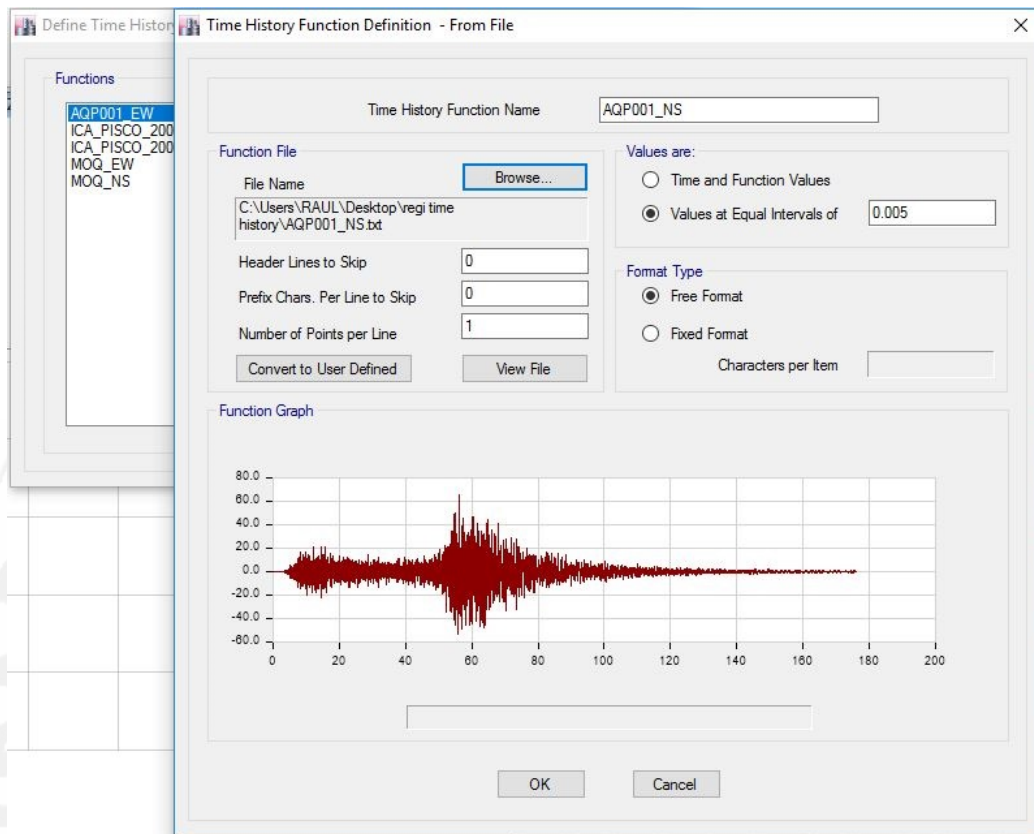 Define Time History
Time History Function Definition - From File
Functions
AQP001_EW
ICA_PISCO_200
ICA_PISCO_200
MOQ_EW
MOQ_NS
Time History Function Name
AQP001_NS
Function File
File Name
Browse...
C:\Users\RAUL\Desktop\regi time
history\AQP001_NS.txt
Header Lines to Skip
0
Prefix Chars. Per Line to Skip
0
Number of Points per Line
1
Convert to User Defined
View File
Values are:
Time and Function Values
Values at Equal Intervals of
0.005
Format Type
Free Format
Fixed Format
Characters per Item
Function Graph
80.0
60.0
40.0
20.0
0.0
-20.0
-40.0
-60.0
0 20 40 60 80 100 120 140 160 180 200
OK
Cancel